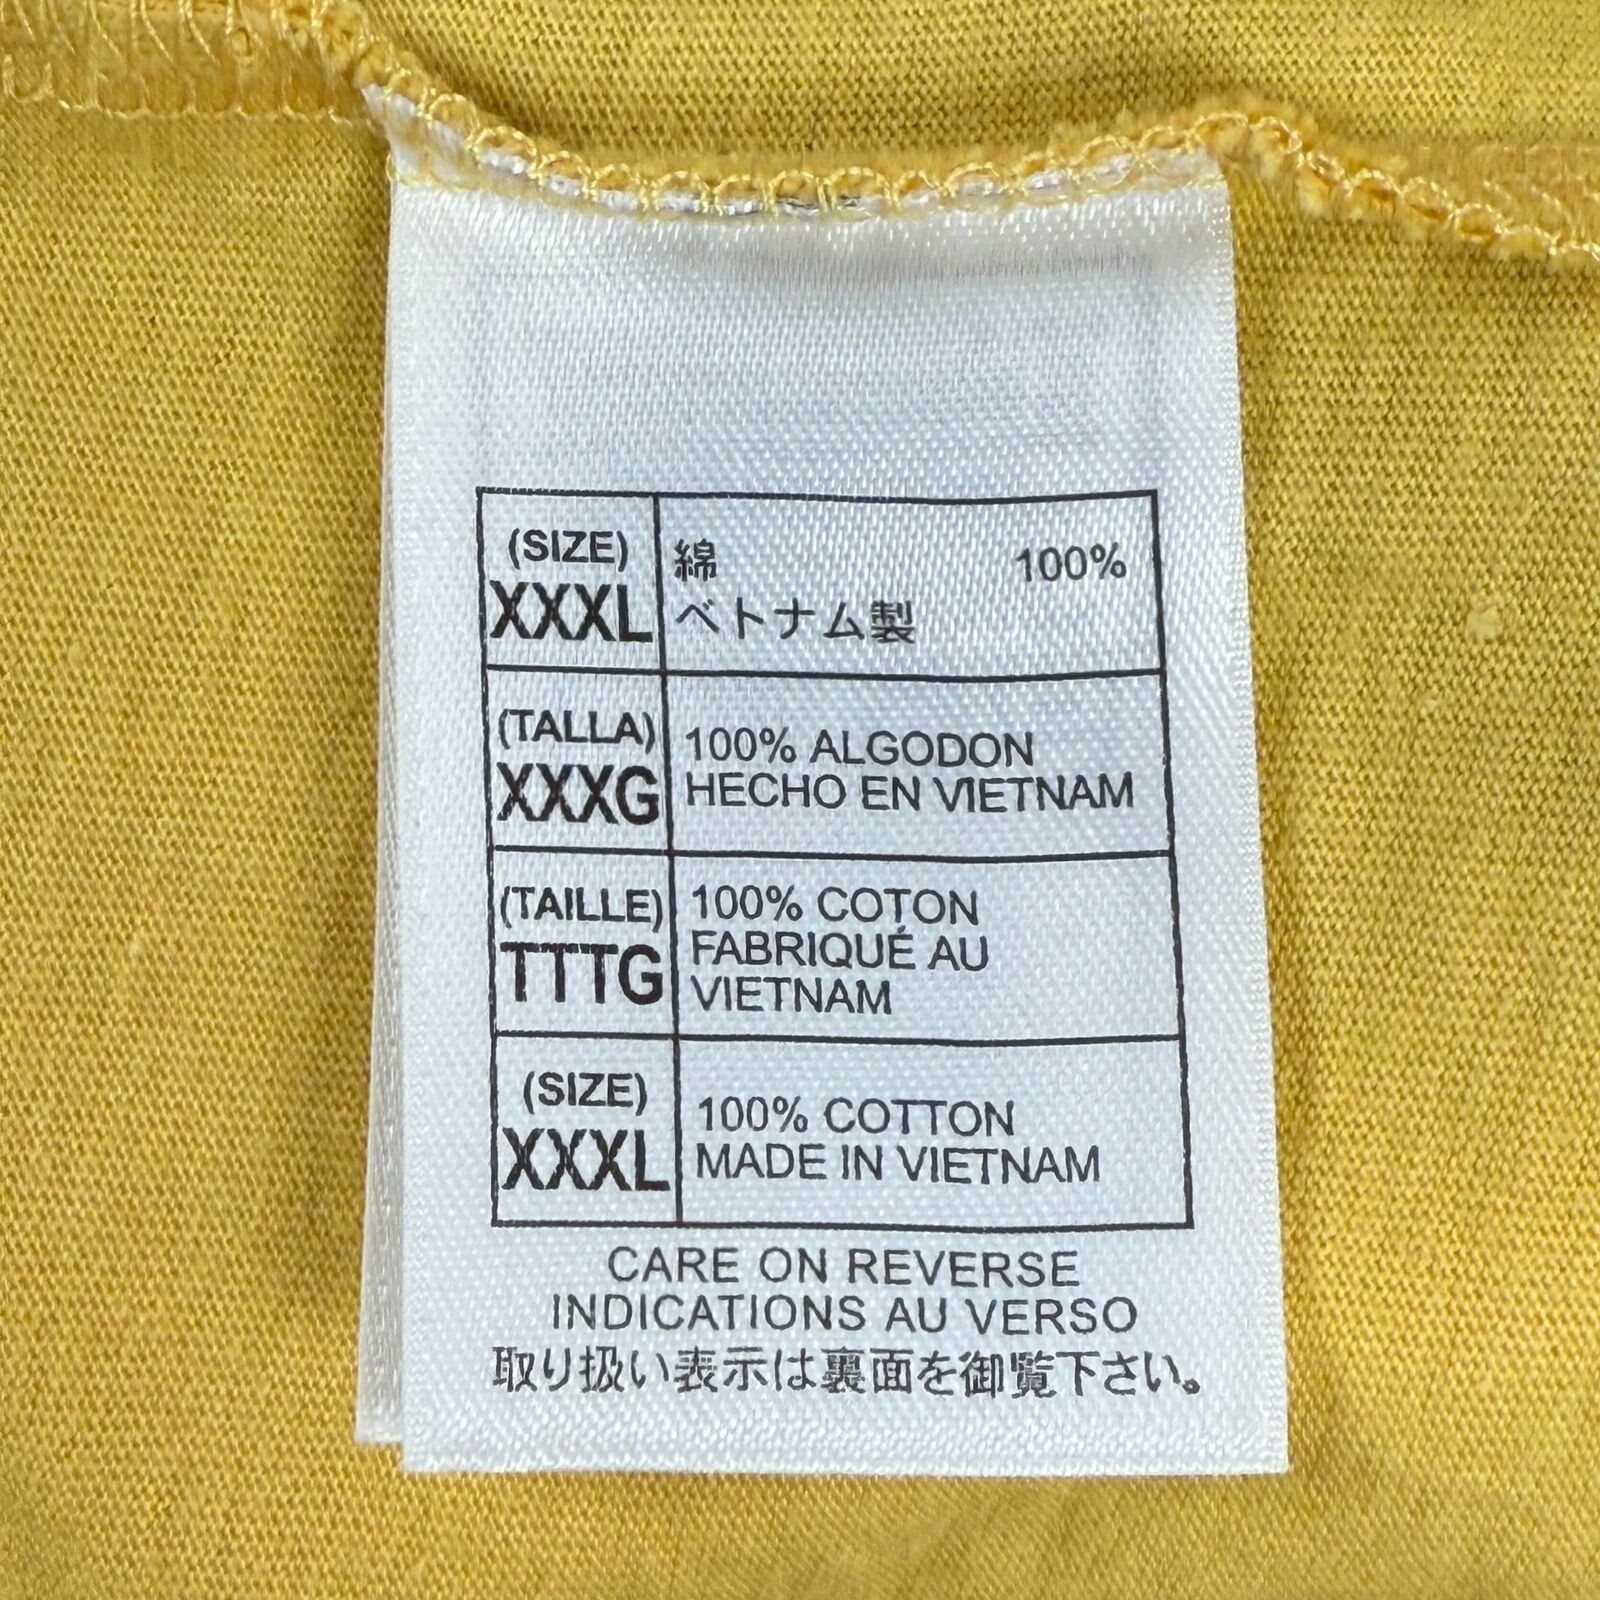 (SIZE)
XXXL
綿 100%
ベトナム製
(TALLA)
XXXG
100% ALGODON
HECHO EN VIETNAM
(TAILLE)
TTTG
100% COTON
FABRIQUÉ AU
VIETNAM
(SIZE)
XXXL
100% COTTON
MADE IN VIETNAM
CARE ON REVERSE
INDICATIONS AU VERSO
取り扱い表示は裏面を御覧下さい。